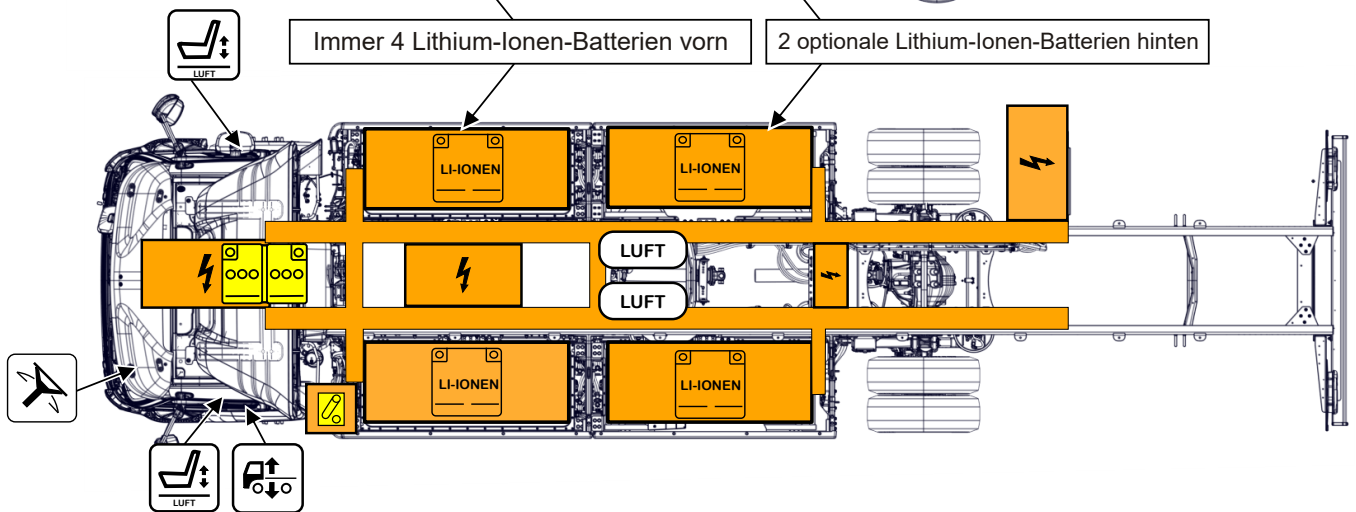 Immer 4 Lithium-Ionen-Batterien vorn
2 optionale Lithium-Ionen-Batterien hinten
LUFT
LI-IONEN
LI-IONEN
LUFT
LUFT
LI-IONEN
LI-IONEN
LUFT